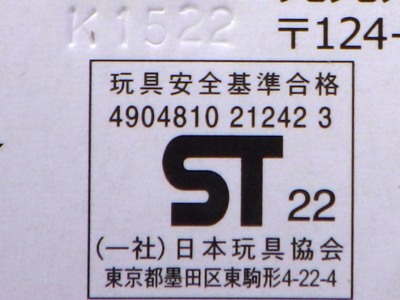 K1522
〒124-
玩具安全基準合格
4904810 21242 3
ST 22
(一社)日本玩具協会
東京都墨田区東駒形4-22-4